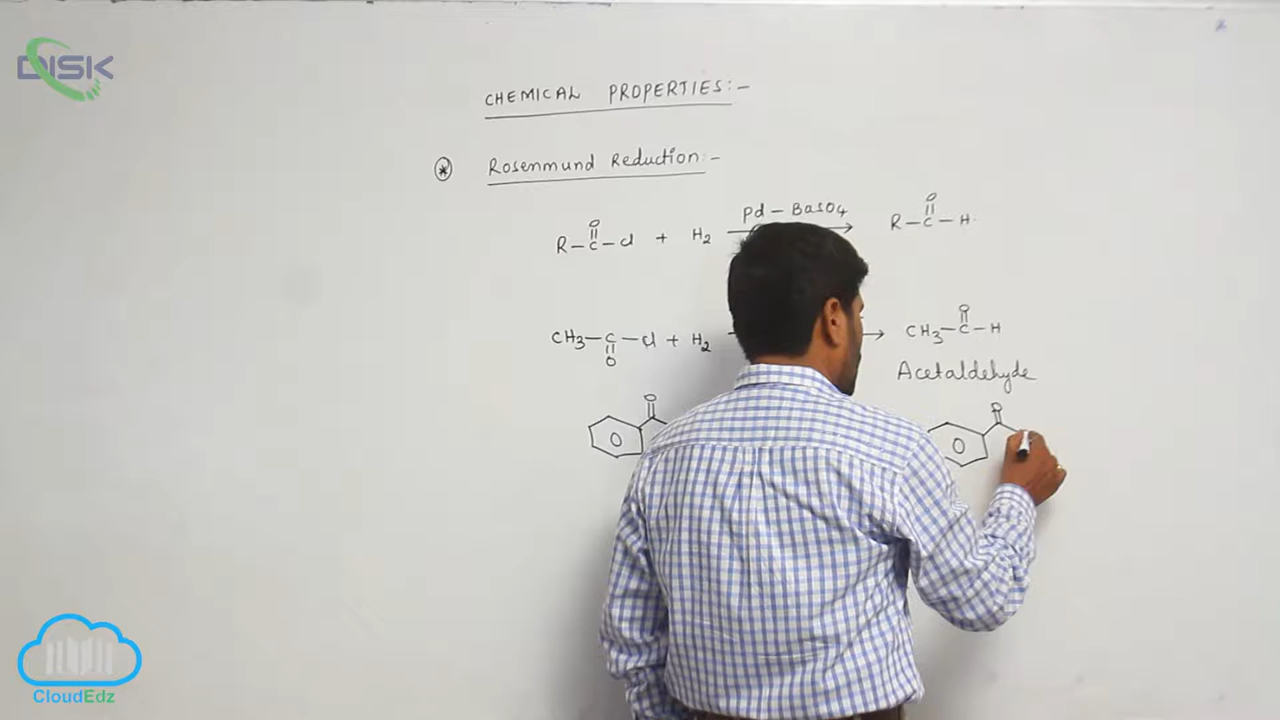 DISK
CHEMICAL PROPERTIES:-
* Rosenmund Reduction:-
R-C-Cl + H2 Pd - BaSO4 R-C-H
O O
CH3-C-Cl + H2 CH3-C-H
O O
Acetaldehyde
O O
CloudEdz